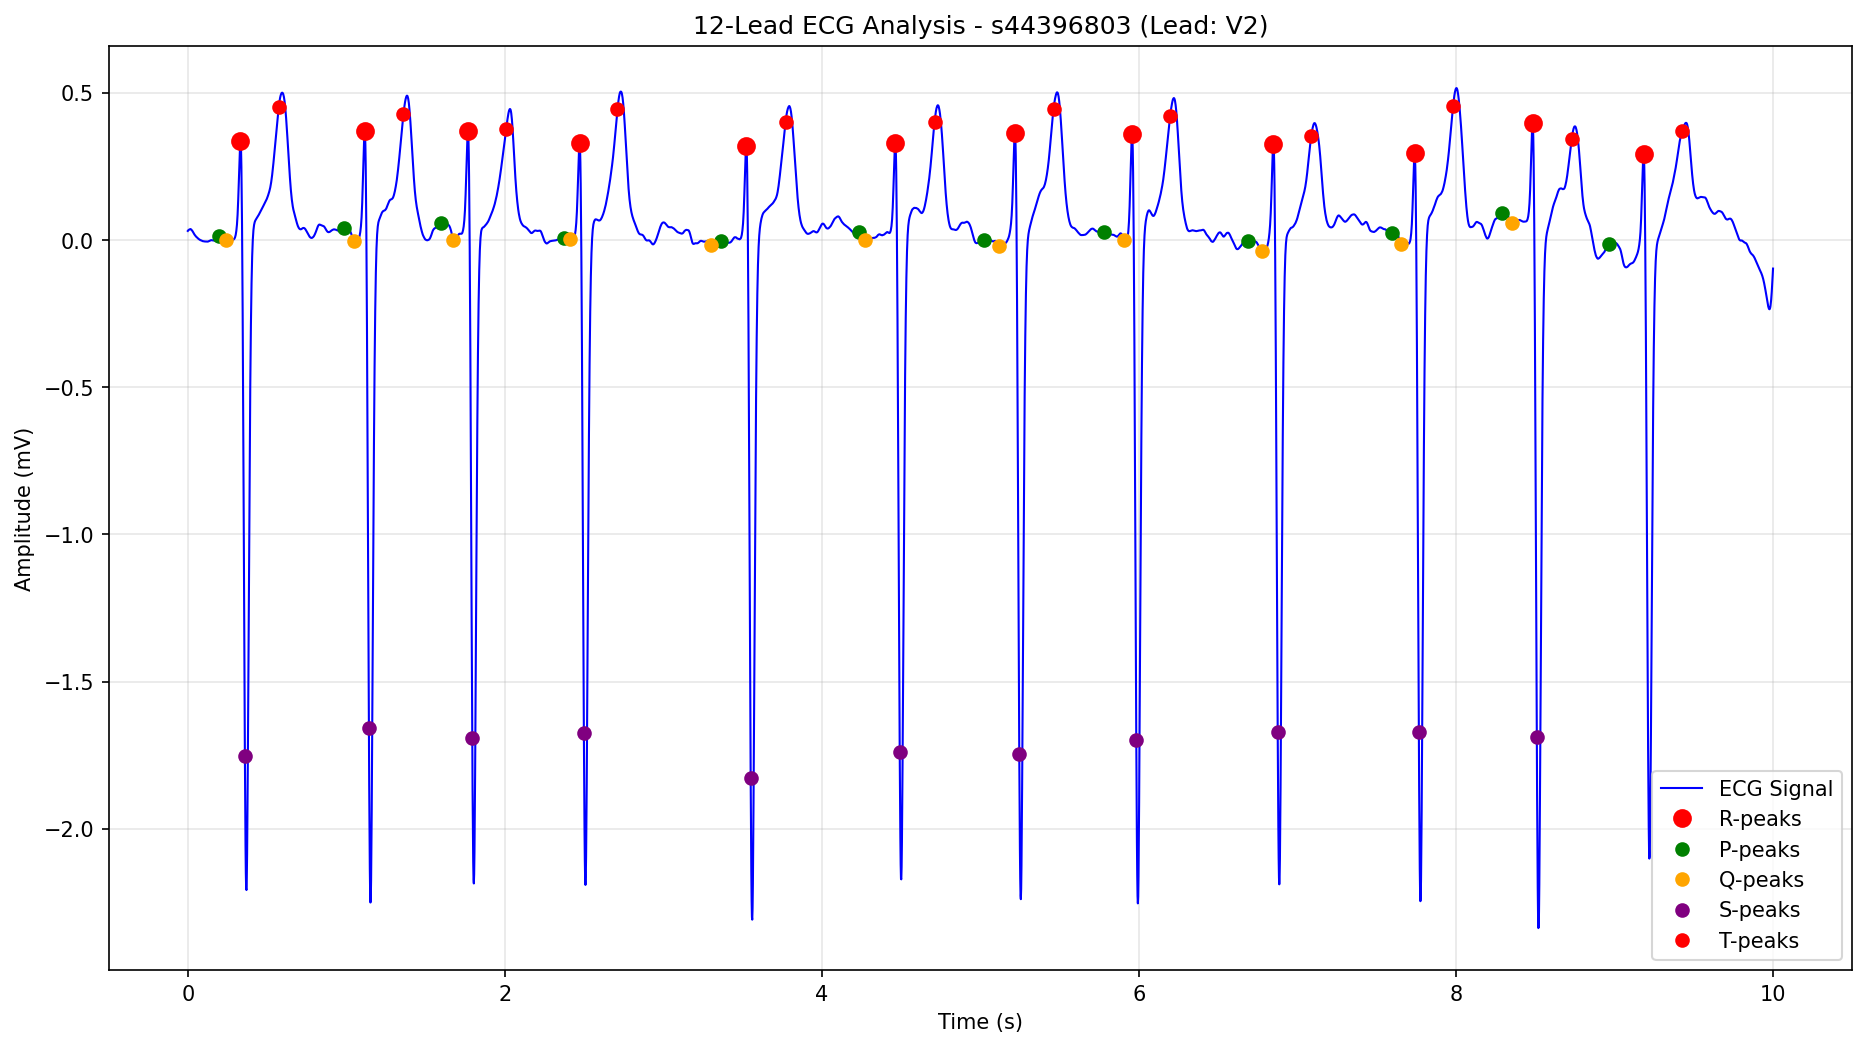 12-Lead ECG Analysis - s44396803 (Lead: V2)
Amplitude (mV)
0.5
0.0
−0.5
−1.0
−1.5
−2.0
ECG Signal
R-peaks
P-peaks
Q-peaks
S-peaks
T-peaks
0 2 4 6 8 10
Time (s)